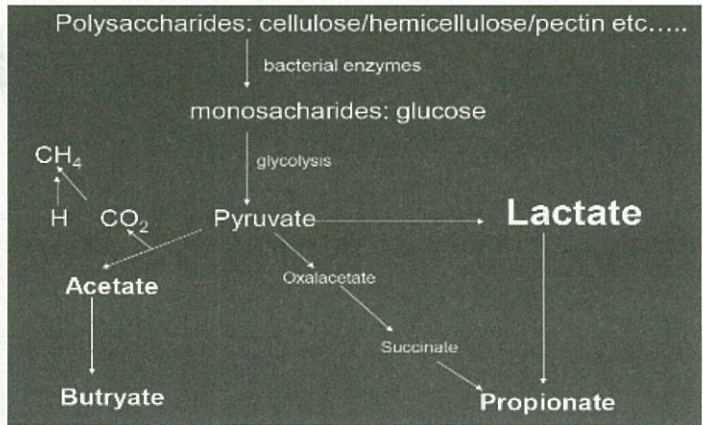 Polysaccharides: cellulose/hemicellulose/pectin etc.....
bacterial enzymes
monosacharides: glucose
glycolysis
CH4
H CO2 Pyruvate Lactate
Oxalacetate
Acetate
Succinate
Butryate
Propionate